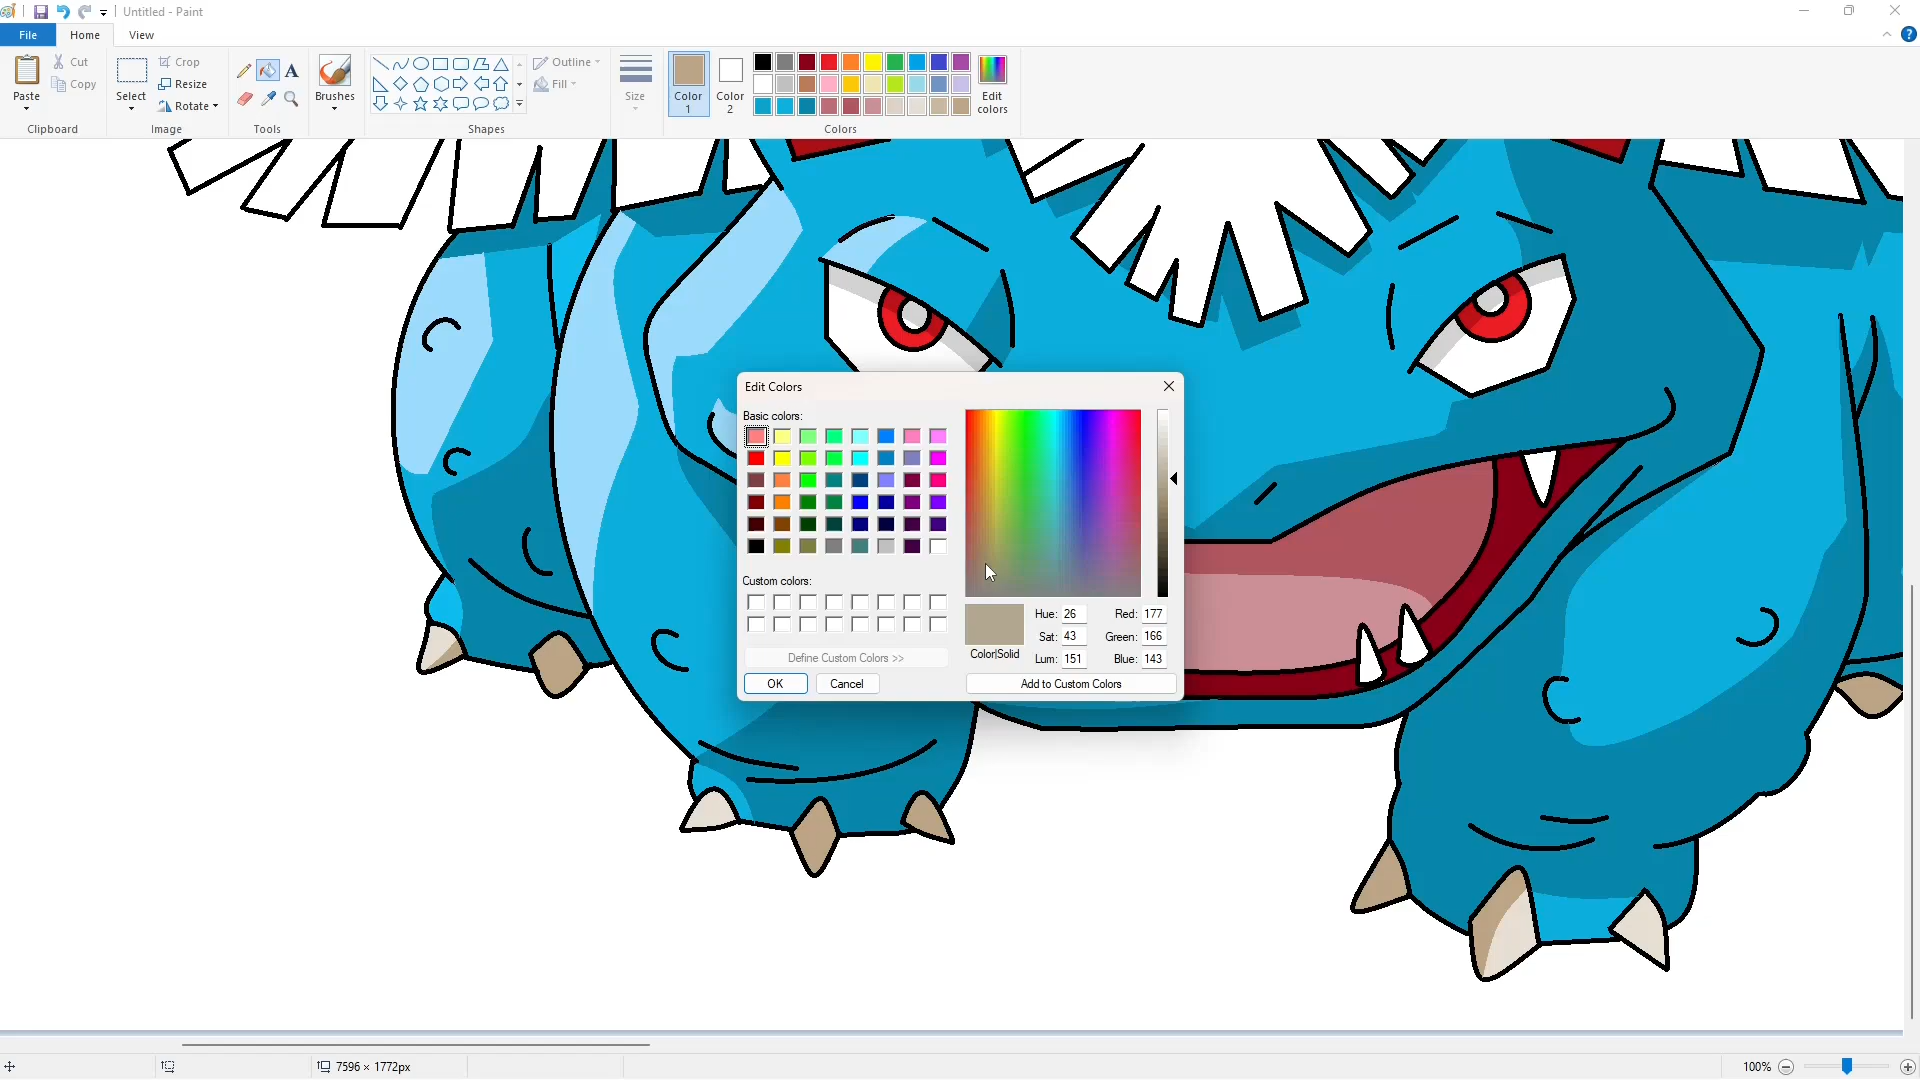 Untitled - Paint
File Home View
Paste
Cut
Copy
Clipboard
Select
Crop
Resize
Rotate
Image
A
Tools
Brushes
Outline
Fill
Shapes
Size
Color 1
Color 2
Edit colors
Colors
Edit Colors
Basic colors:
Custom colors:
Define Custom Colors >>
OK Cancel
Color|Solid
Hue: 26 Red: 177
Sat: 43 Green: 166
Lum: 151 Blue: 143
Add to Custom Colors
7596 × 1772px
100%